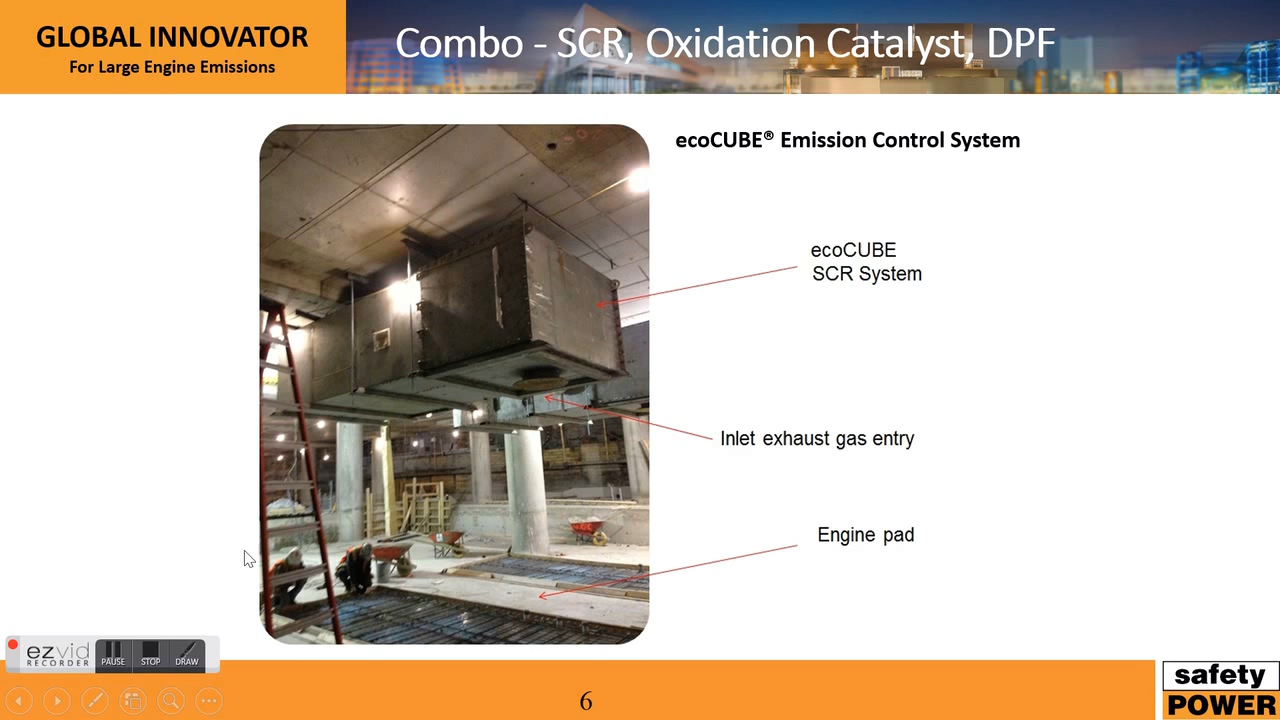 GLOBAL INNOVATOR
For Large Engine Emissions
Combo - SCR, Oxidation Catalyst, DPF
ecoCUBE® Emission Control System
ecoCUBE
SCR System
Inlet exhaust gas entry
Engine pad
ezvid
RECORDER
PAUSE
STOP
DRAW
6
safety
POWER